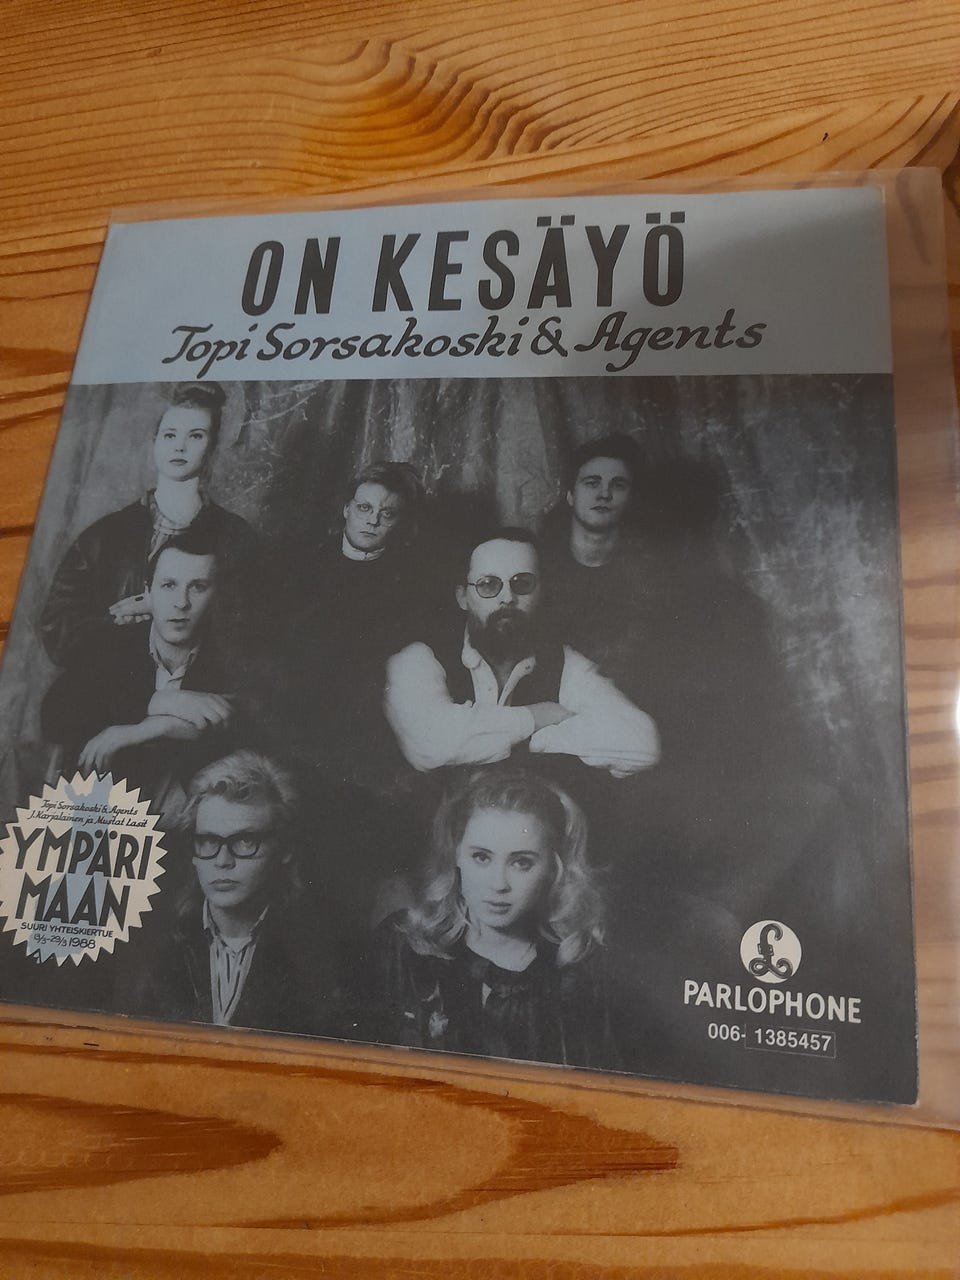 ON KESÄYÖ
Topi Sorsakoski & Agents
Topi Sorsakoski & Agents
J.Karjalainen ja Mustat Lasit
YMPÄRI
MAAN
SUURI YHTEISKIERTUE
1988
PARLOPHONE
006-1385457